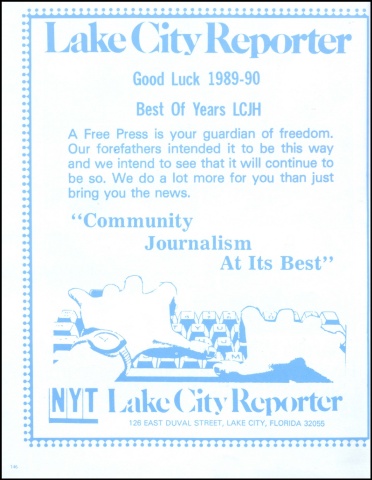 Lake City Reporter
Good Luck 1989-90
Best Of Years LCJH
A Free Press is your guardian of freedom.
Our forefathers intended it to be this way
and we intend to see that it will continue to
be so. We do a lot more for you than just
bring you the news.
"Community
Journalism
At Its Best"
NYT Lake City Reporter
126 EAST DUVAL STREET, LAKE CITY, FLORIDA 32055